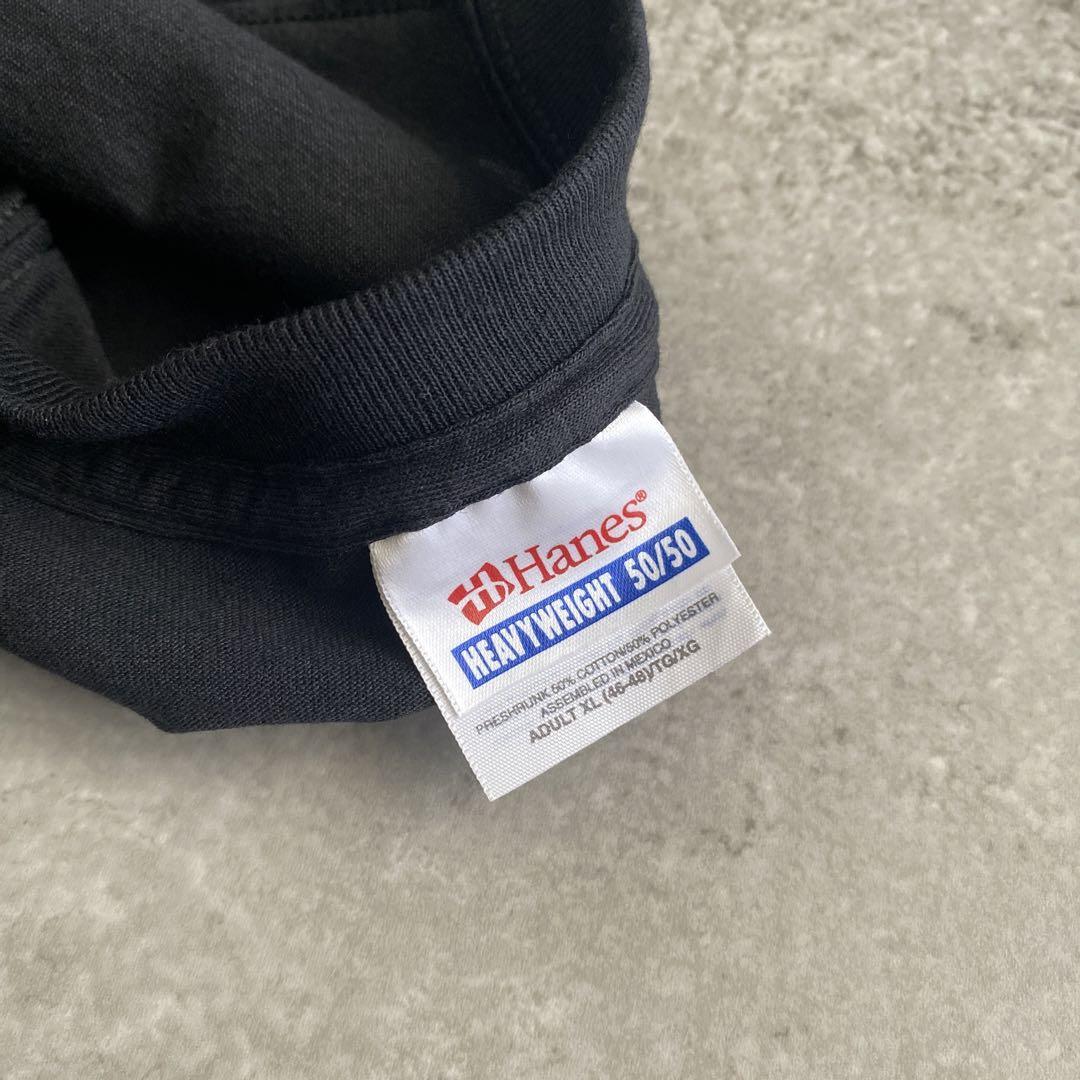 Hanes®
HEAVYWEIGHT 50/50
PRESHRUNK 50% COTTON/50% POLYESTER
ASSEMBLED IN MEXICO
ADULT XL (46-48)/TG/XG